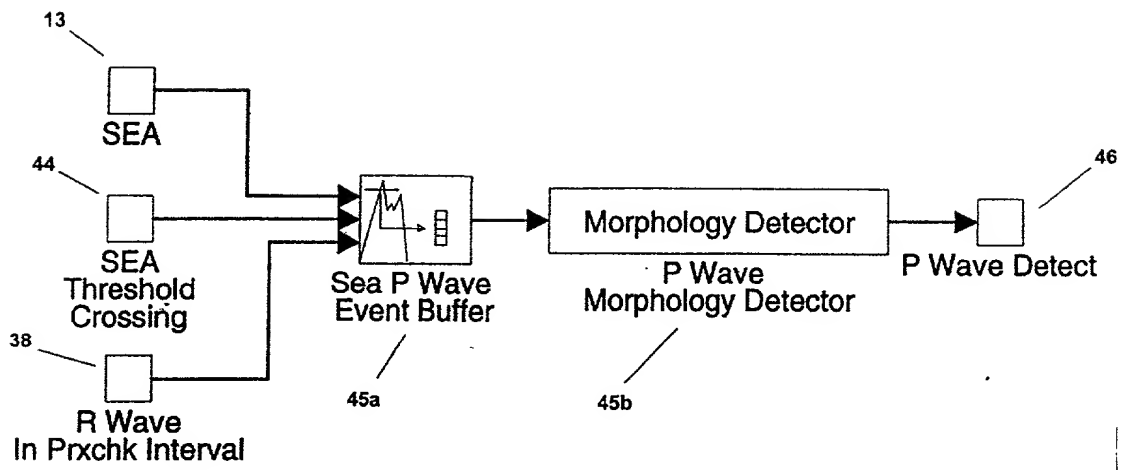 13
SEA
44
SEA
Threshold
Crossing
38
R Wave
In Prxchk Interval
Sea P Wave
Event Buffer
45a
Morphology Detector
P Wave
Morphology Detector
45b
46
P Wave Detect